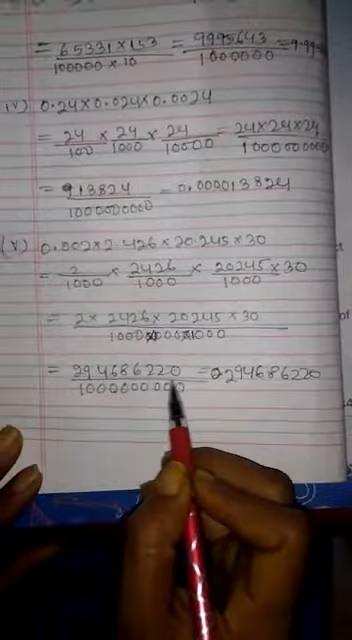 = 65331×153 / 100000×10 = 9995643 / 1000000 = 9.99
iv) 0.24×0.024×0.0024
= 24/100 × 24/1000 × 24/10000 = 24×24×24 / 1000000000
= 13824 / 1000000000 = 0.000013824
(v) 0.002×2.426×20.245×30
= 2/1000 × 2426/1000 × 20245/1000 ×30
= 2×2426×20245×30 / 1000×1000×1000
= 294686220 / 1000000000 = 2.94686220